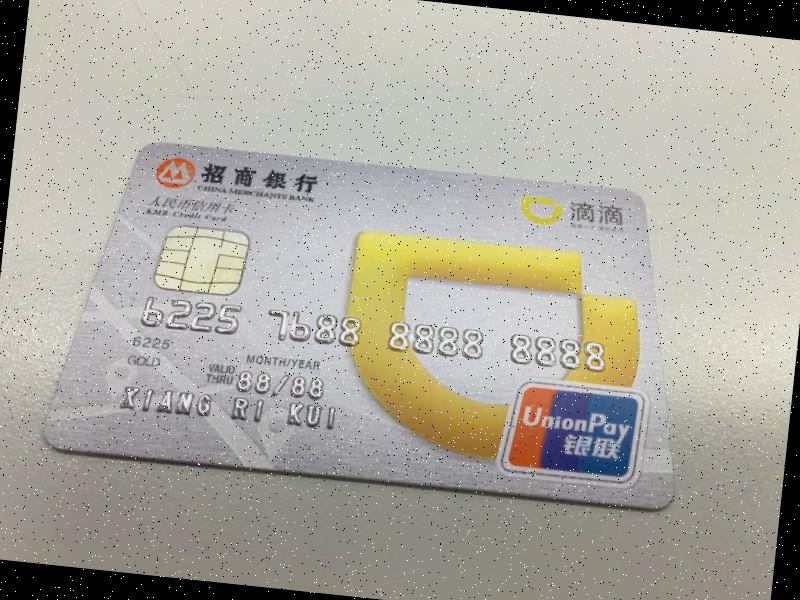 招商银行
CHINA MERCHANTS BANK
人民币信用卡
RMB Credit Card
滴滴
6225 7688 8888 8888
6225
GOLD
MONTH/YEAR
VALID THRU 88/88
XIANG RI KUI
UnionPay
银联